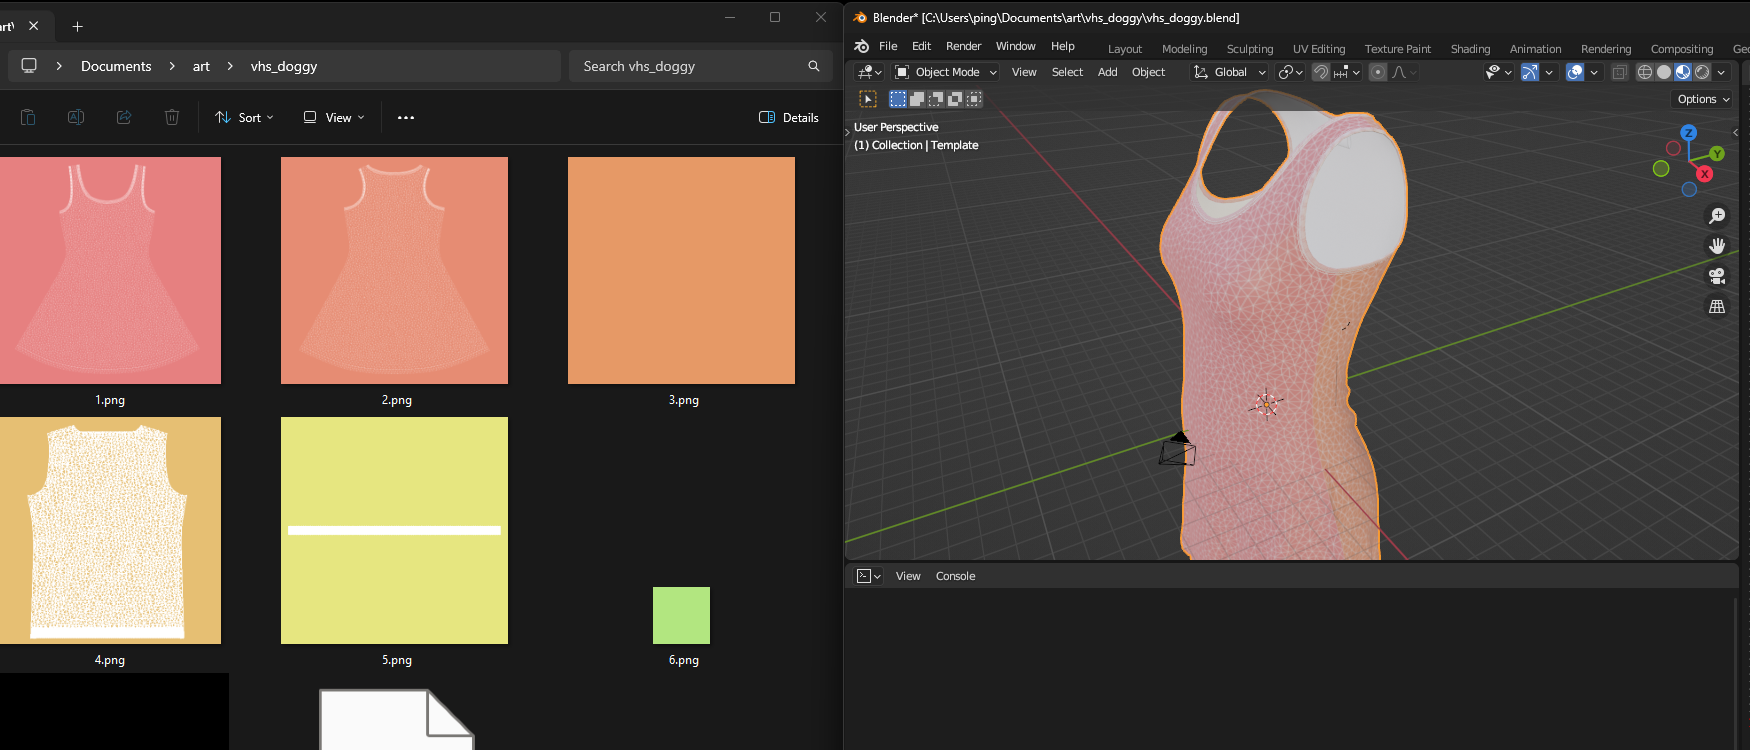 art\
Blender* [C:\Users\ping\Documents\art\vhs_doggy\vhs_doggy.blend]
File Edit Render Window Help Layout Modeling Sculpting UV Editing Texture Paint Shading Animation Rendering Compositing
Documents art vhs_doggy Search vhs_doggy
Object Mode View Select Add Object Global
Options
Sort View Details
User Perspective
(1) Collection | Template
Z
Y
X
1.png 2.png 3.png
View Console
4.png 5.png 6.png